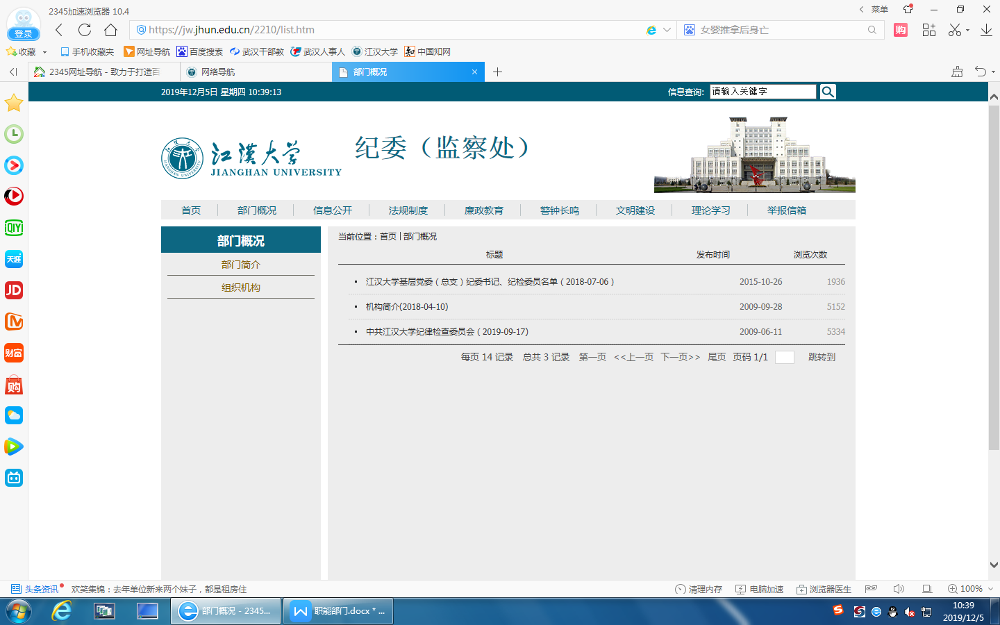 2345加速浏览器 10.4
菜单
登录
https://jw.jhun.edu.cn/2210/list.htm
女婴推拿后身亡
购
收藏 手机收藏夹 网址导航 百度搜索 武汉干部教 武汉人事人 江汉大学 中国知网
2345网址导航 - 致力于打造百 网络导航 部门概况
2019年12月5日 星期四 10:39:13
信息查询: 请输入关键字
江汉大学
JIANGHAN UNIVERSITY
纪委（监察处）
首页 部门概况 信息公开 法规制度 廉政教育 警钟长鸣 文明建设 理论学习 举报信箱
部门概况
部门简介
组织机构
当前位置：首页 | 部门概况
标题 发布时间 浏览次数
江汉大学基层党委（总支）纪委书记、纪检委员名单（2018-07-06） 2015-10-26 1936
机构简介(2018-04-10) 2009-09-28 5152
中共江汉大学纪律检查委员会（2019-09-17) 2009-06-11 5334
每页 14 记录 总共 3 记录 第一页 <<上一页 下一页>> 尾页 页码 1/1 跳转到
iQIY
天涯
JD
财富
购
头条资讯 欢笑集锦：去年单位新来两个妹子，都是租房住
清理内存 电脑加速 浏览器医生 100%
部门概况 - 2345... 职能部门.docx * ...
10:39
2019/12/5